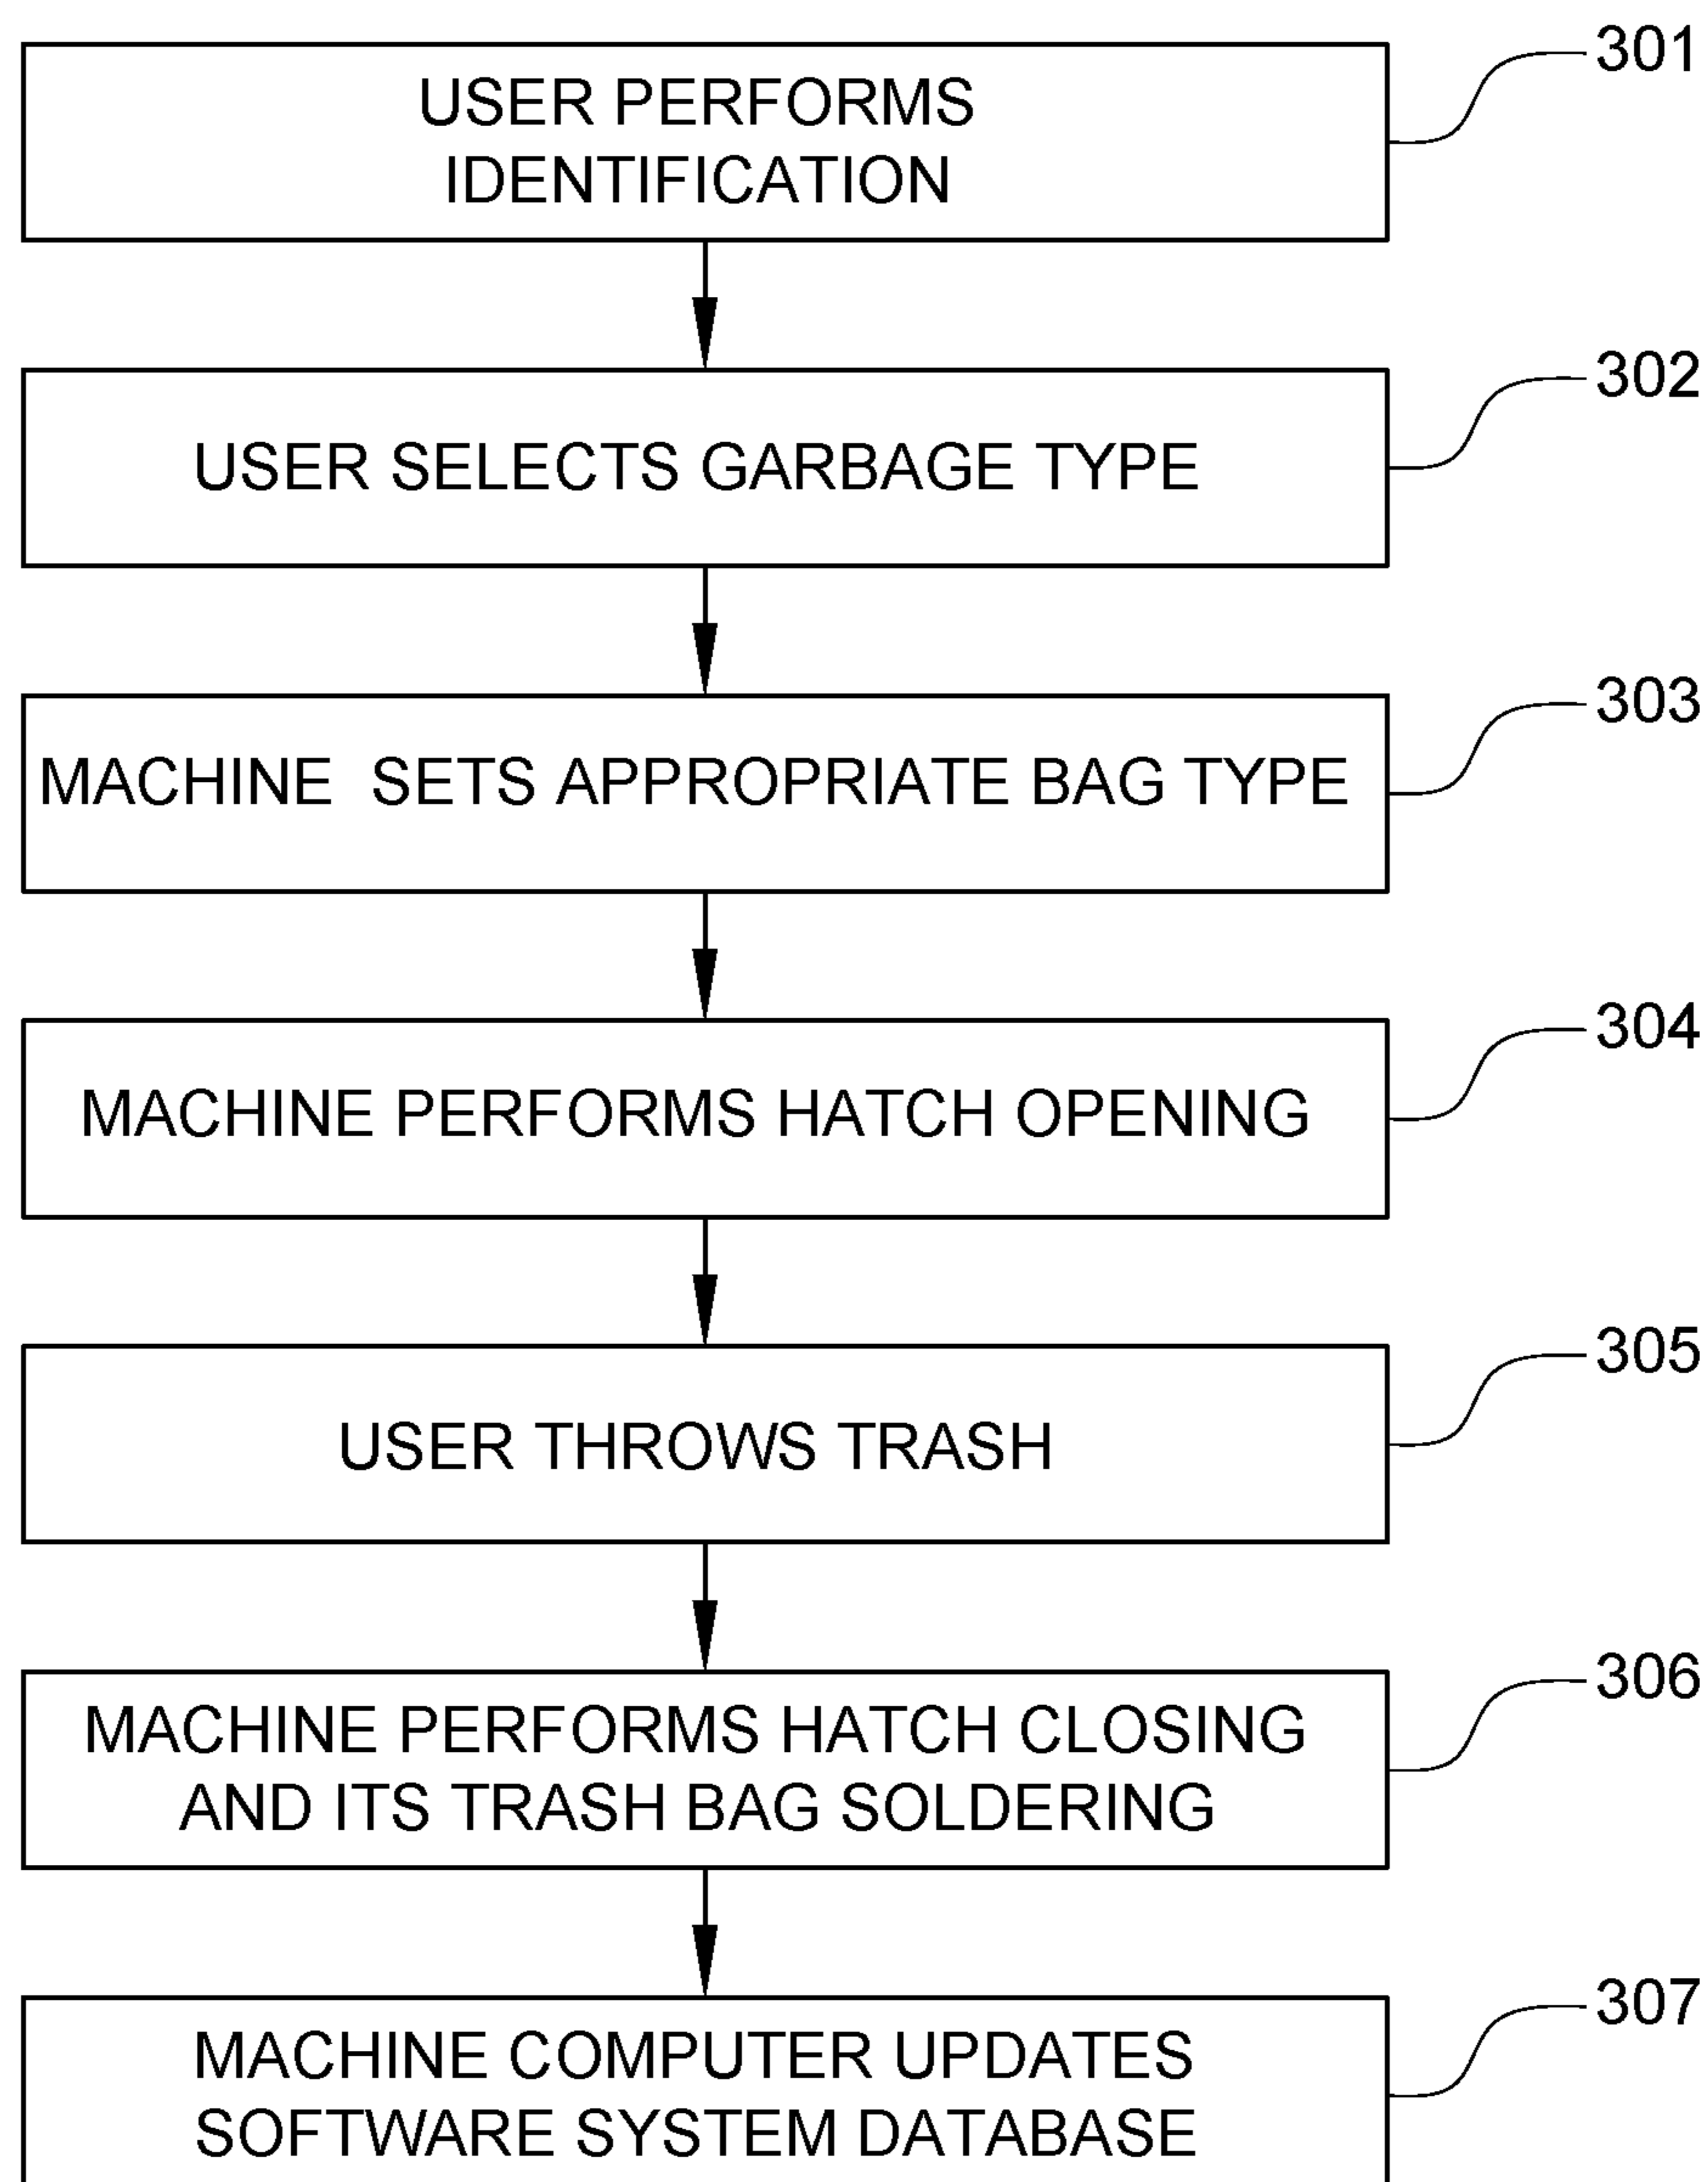 301
USER PERFORMS
IDENTIFICATION
302
USER SELECTS GARBAGE TYPE
303
MACHINE SETS APPROPRIATE BAG TYPE
304
MACHINE PERFORMS HATCH OPENING
305
USER THROWS TRASH
306
MACHINE PERFORMS HATCH CLOSING
AND ITS TRASH BAG SOLDERING
307
MACHINE COMPUTER UPDATES
SOFTWARE SYSTEM DATABASE